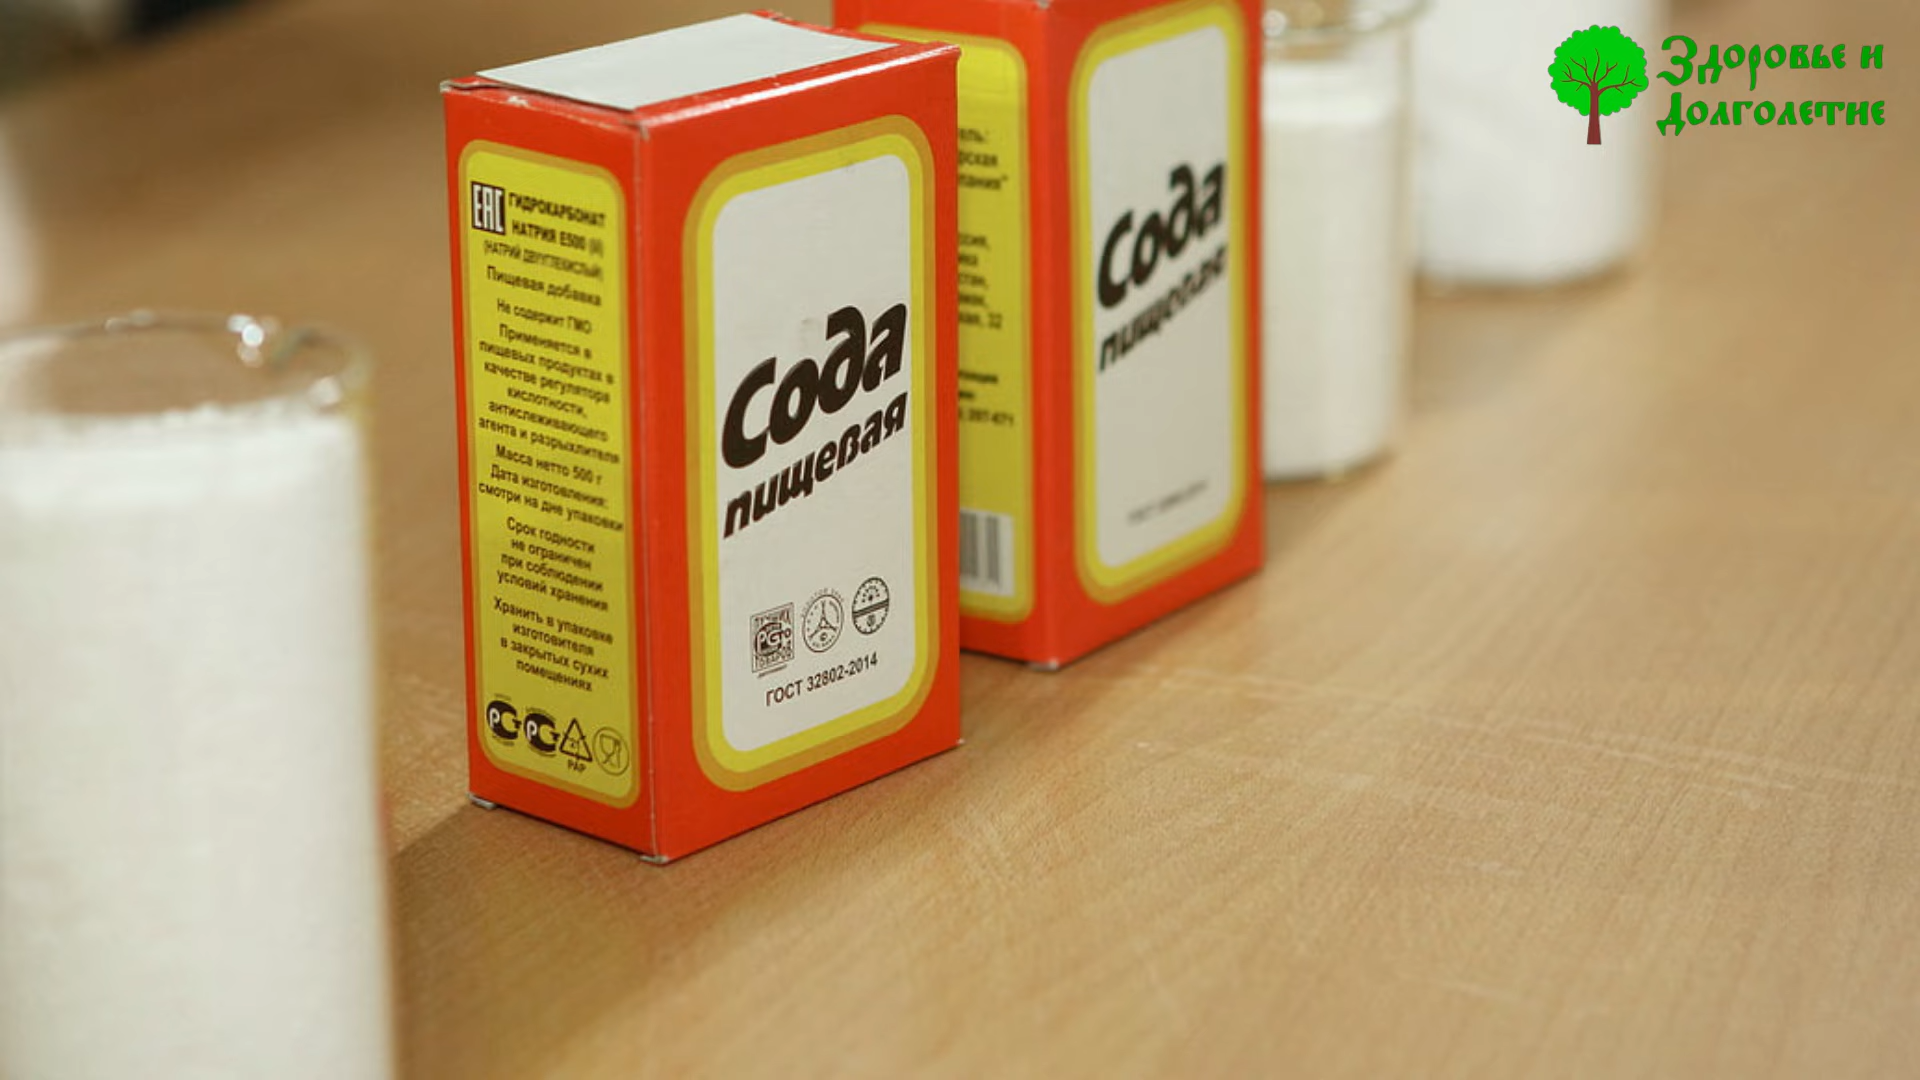 Здоровье и
Долголетие
ЕАС
ГИДРОКАРБОНАТ
НАТРИЯ Е500 (ii)
(НАТРИЙ ДВУУГЛЕКИСЛЫЙ)
Пищевая добавка
Не содержит ГМО
Применяется в
пищевых продуктах в
качестве регулятора
кислотности,
антислеживающего
агента и разрыхлителя
Масса нетто 500 г
Дата изготовления:
смотри на дне упаковки
Срок годности
не ограничен
при соблюдении
условий хранения
Хранить в упаковке
изготовителя
в закрытых сухих
помещениях
РАР
Сода
пищевая
ГОСТ 32802-2014
Сода
пищевая